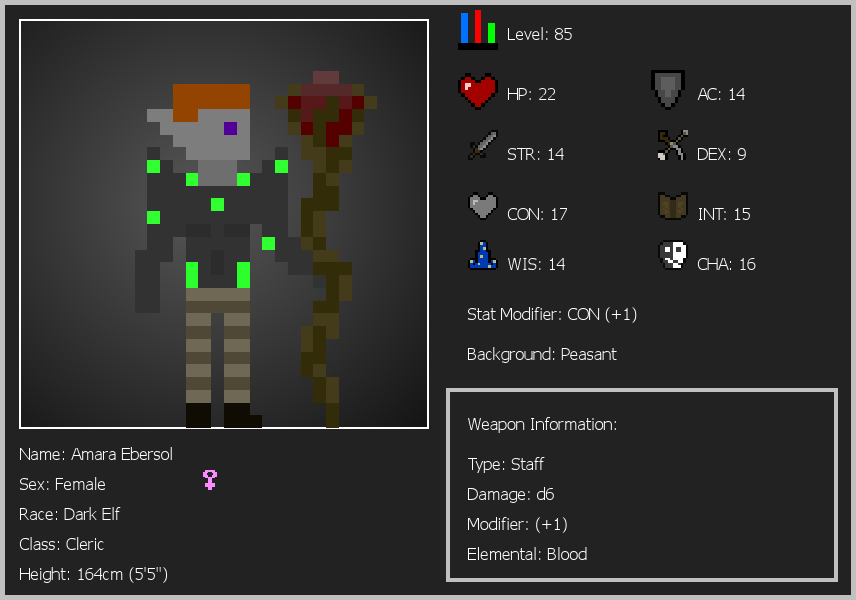 Level: 85
HP: 22
AC: 14
STR: 14
DEX: 9
CON: 17
INT: 15
WIS: 14
CHA: 16
Stat Modifier: CON (+1)
Background: Peasant
Weapon Information:
Type: Staff
Damage: d6
Modifier: (+1)
Elemental: Blood
Name: Amara Ebersol
Sex: Female
Race: Dark Elf
Class: Cleric
Height: 164cm (5'5")